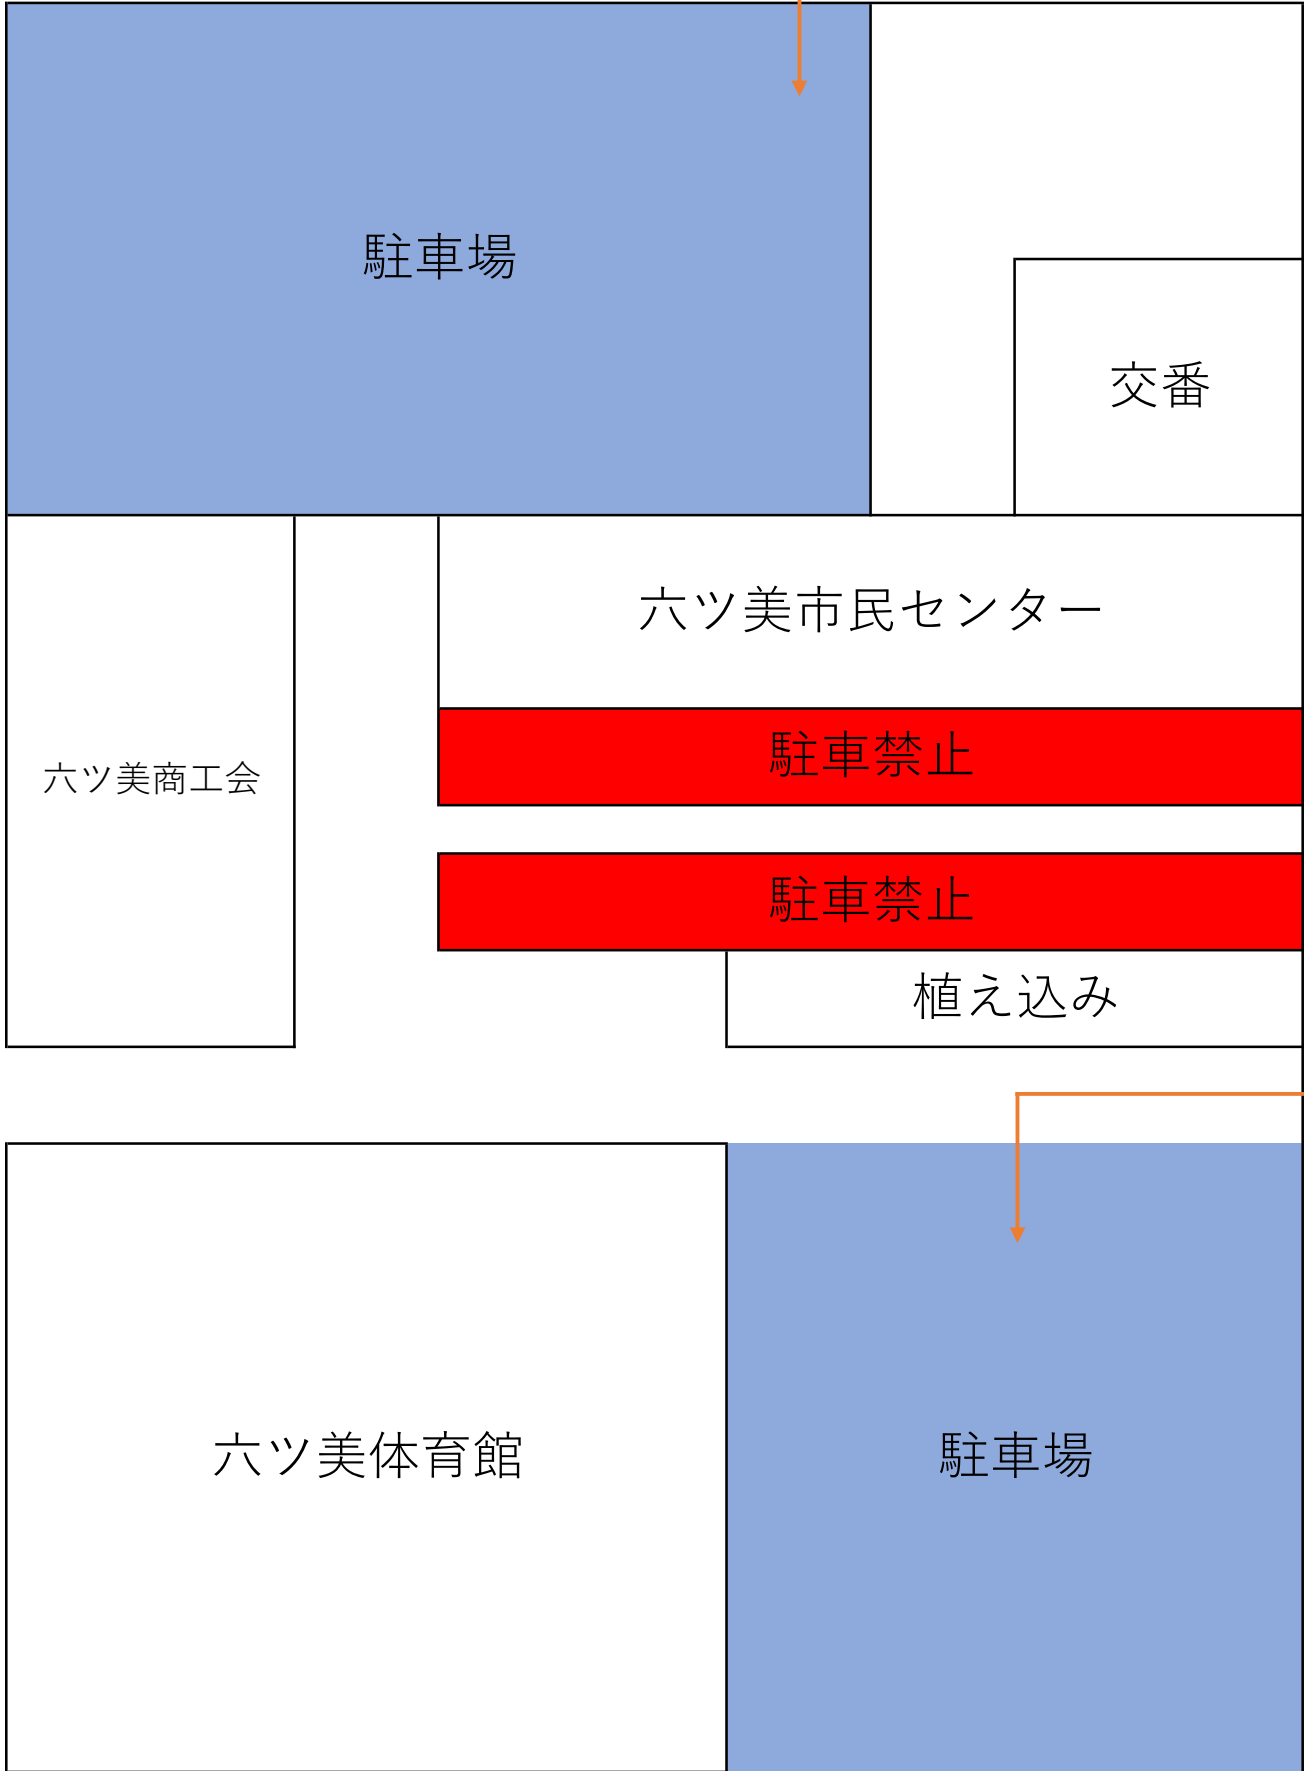 駐車場
交番
六ツ美市民センター
駐車禁止
六ツ美商工会
駐車禁止
植え込み
六ツ美体育館
駐車場